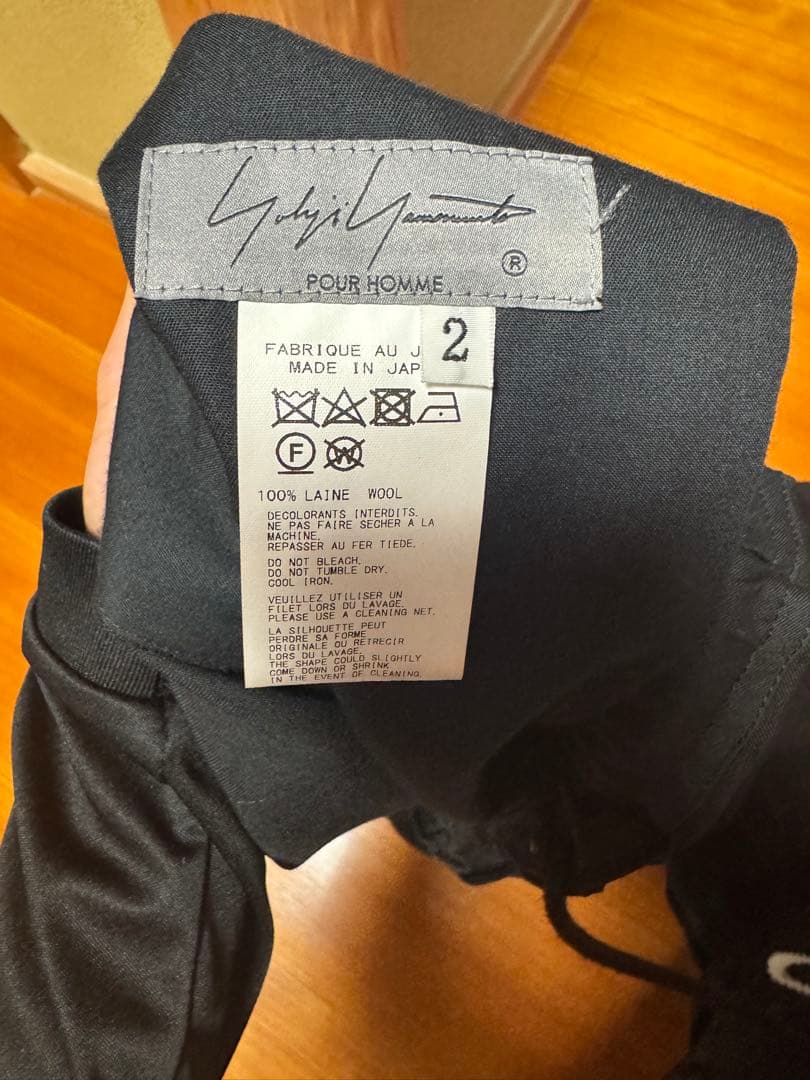 Yohji Yamamoto
®
POUR HOMME
2
FABRIQUE AU J
MADE IN JAP
F
W
100% LAINE WOOL
DECOLORANTS INTERDITS.
NE PAS FAIRE SECHER A LA
MACHINE.
REPASSER AU FER TIEDE.
DO NOT BLEACH.
DO NOT TUMBLE DRY.
COOL IRON.
VEUILLEZ UTILISER UN
FILET LORS DU LAVAGE.
PLEASE USE A CLEANING NET.
LA SILHOUETTE PEUT
PERDRE SA FORME
ORIGINALE OU RETRECIR
LORS DU LAVAGE.
THE SHAPE COULD SLIGHTLY
COME DOWN OR SHRINK
IN THE EVENT OF CLEANING.